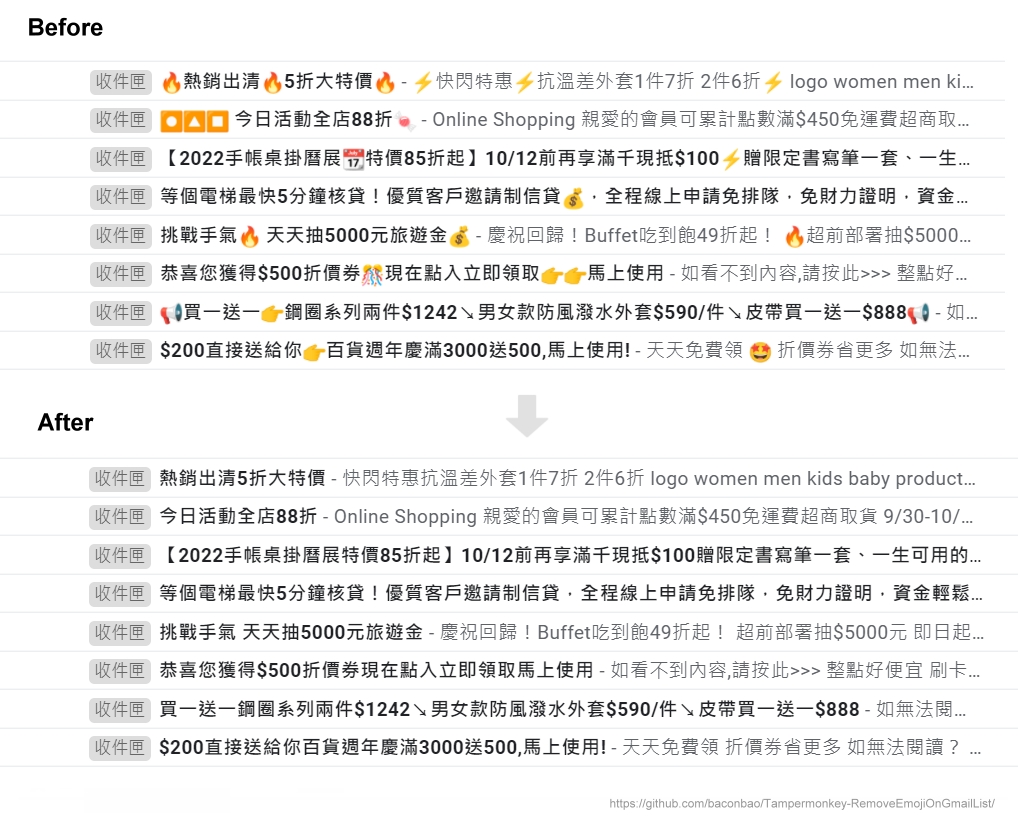 Before
收件匣 🔥熱銷出清🔥5折大特價🔥 - ⚡快閃特惠⚡抗溫差外套1件7折 2件6折⚡ logo women men ki...
收件匣 ⏺️⏏️⏹️ 今日活動全店88折🍬 - Online Shopping 親愛的會員可累計點數滿$450免運費超商取...
收件匣 【2022手帳桌掛曆展📆特價85折起】10/12前再享滿千現抵$100⚡贈限定書寫筆一套、一生...
收件匣 等個電梯最快5分鐘核貸！優質客戶邀請制信貸💰，全程線上申請免排隊，免財力證明，資金...
收件匣 挑戰手氣🔥 天天抽5000元旅遊金💰 - 慶祝回歸！Buffet吃到飽49折起！ 🔥超前部署抽$5000...
收件匣 恭喜您獲得$500折價券🎊現在點入立即領取👉👉馬上使用 - 如看不到內容,請按此>>> 整點好...
收件匣 📢買一送一👉鋼圈系列兩件$1242↘男女款防風潑水外套$590/件↘皮帶買一送一$888📢 - 如...
收件匣 $200直接送給你👉百貨週年慶滿3000送500,馬上使用! - 天天免費領 🤩 折價券省更多 如無法...
After
收件匣 熱銷出清5折大特價 - 快閃特惠抗溫差外套1件7折 2件6折 logo women men kids baby product...
收件匣 今日活動全店88折 - Online Shopping 親愛的會員可累計點數滿$450免運費超商取貨 9/30-10/...
收件匣 【2022手帳桌掛曆展特價85折起】10/12前再享滿千現抵$100贈限定書寫筆一套、一生可用的...
收件匣 等個電梯最快5分鐘核貸！優質客戶邀請制信貸，全程線上申請免排隊，免財力證明，資金輕鬆...
收件匣 挑戰手氣 天天抽5000元旅遊金 - 慶祝回歸！Buffet吃到飽49折起！ 超前部署抽$5000元 即日起...
收件匣 恭喜您獲得$500折價券現在點入立即領取馬上使用 - 如看不到內容,請按此>>> 整點好便宜 刷卡...
收件匣 買一送一鋼圈系列兩件$1242↘男女款防風潑水外套$590/件↘皮帶買一送一$888 - 如無法閱...
收件匣 $200直接送給你百貨週年慶滿3000送500,馬上使用! - 天天免費領 折價券省更多 如無法閱讀？ ...
https://github.com/baconbao/Tampermonkey-RemoveEmojiOnGmailList/